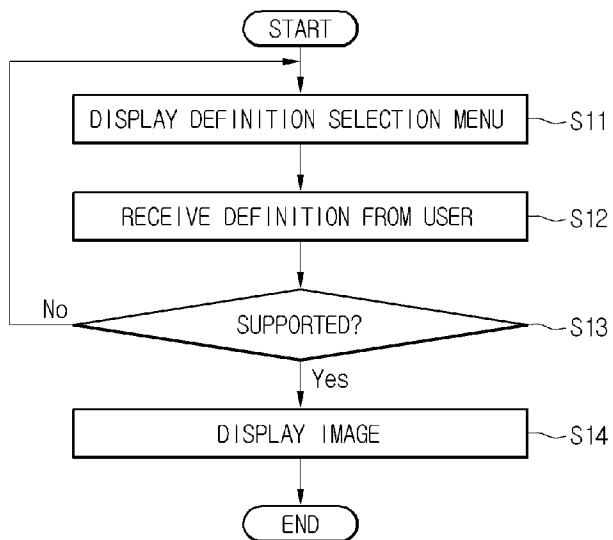 START
DISPLAY DEFINITION SELECTION MENU
S11
RECEIVE DEFINITION FROM USER
S12
No
SUPPORTED?
S13
Yes
DISPLAY IMAGE
S14
END